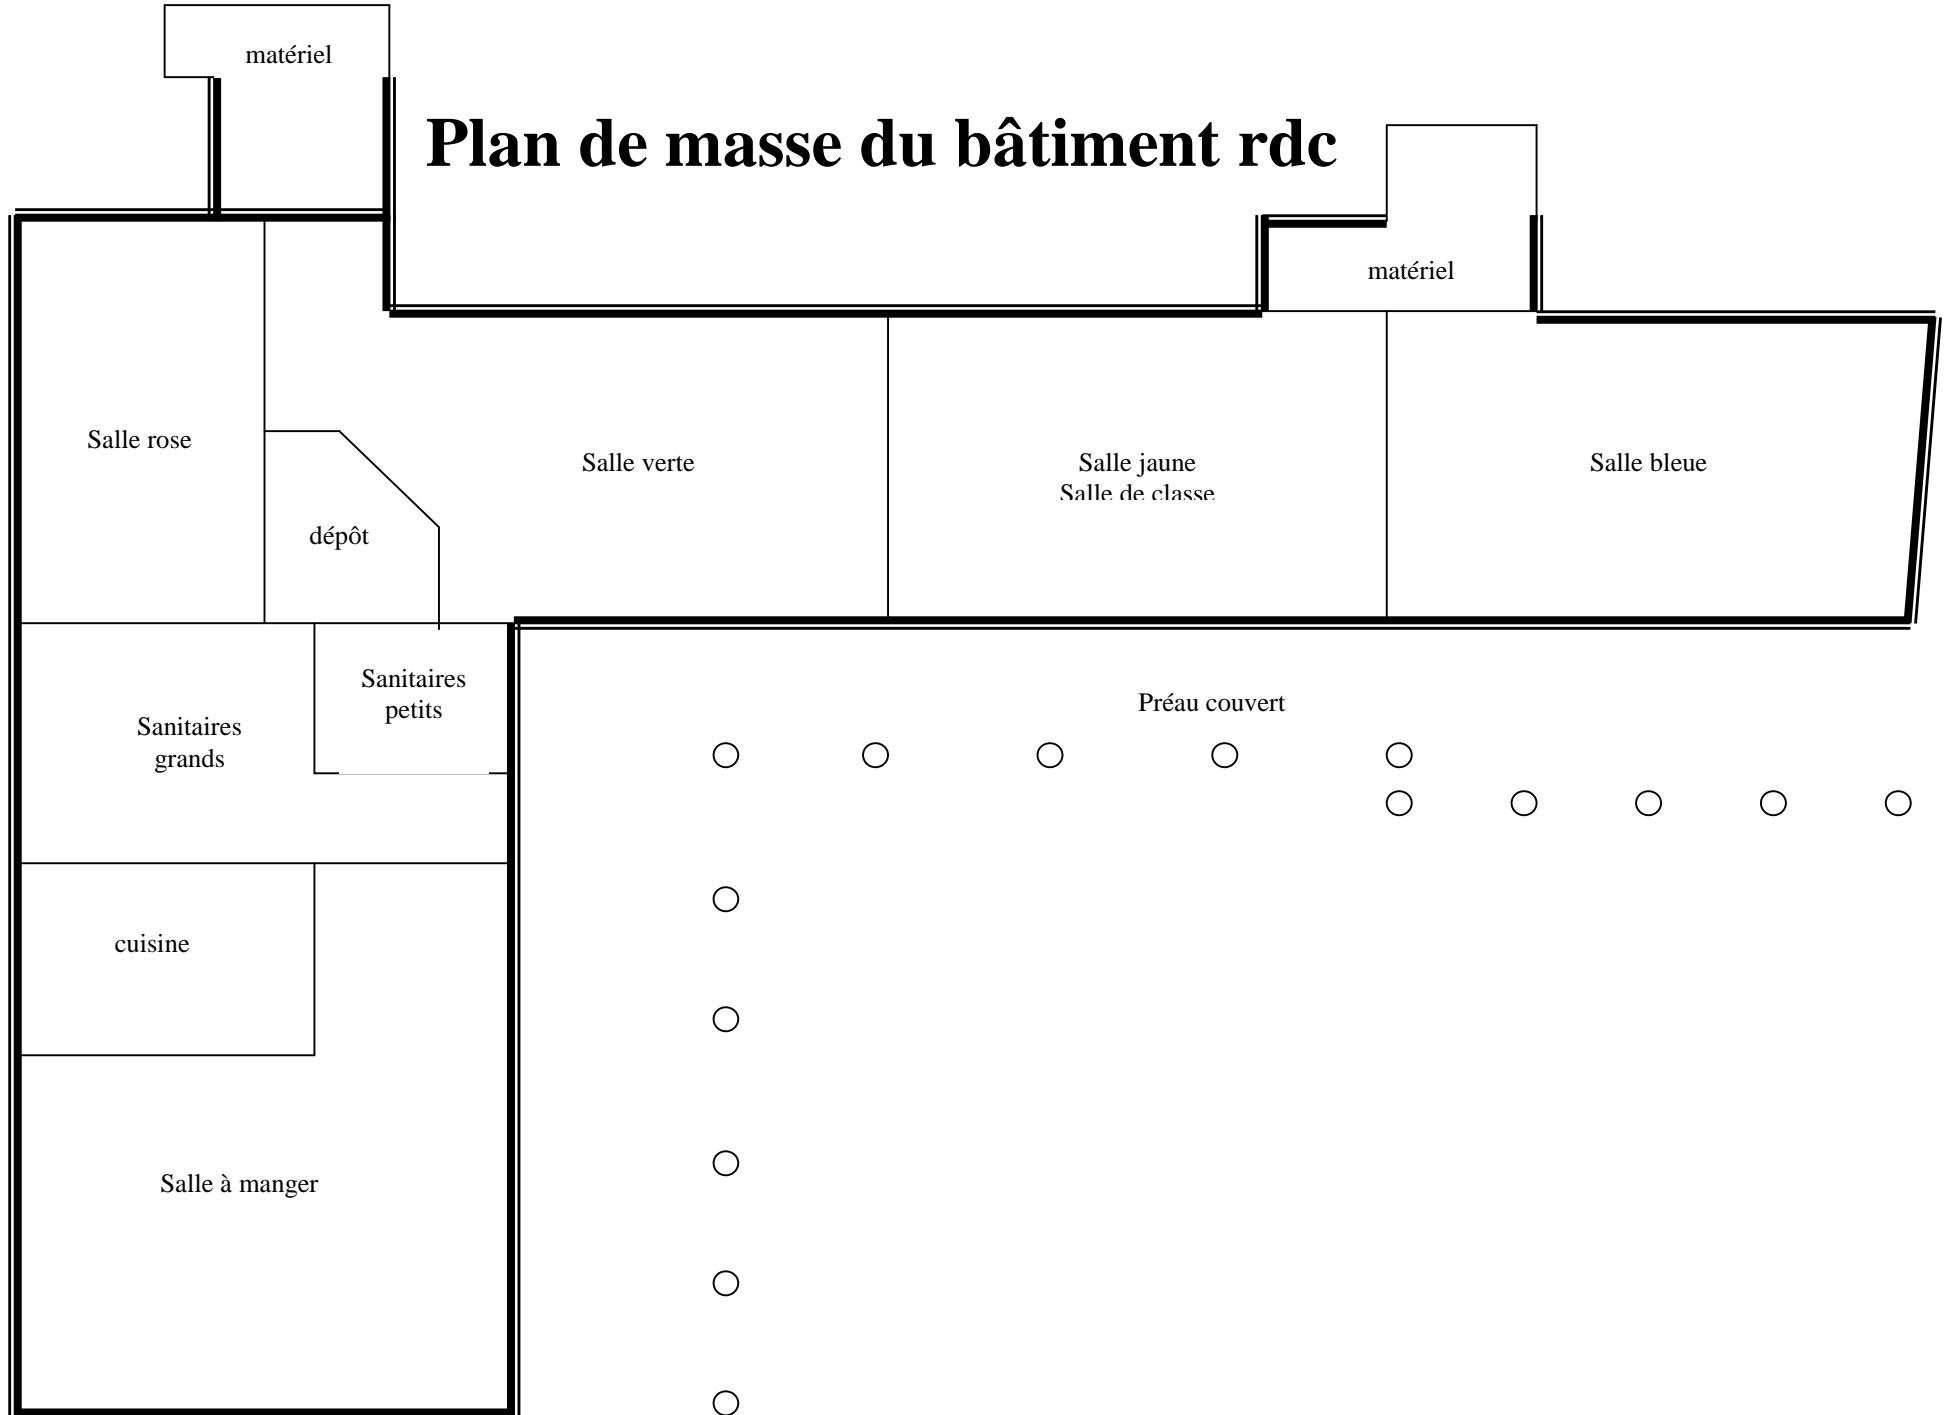 matériel
Plan de masse du bâtiment rdc
matériel
Salle rose
Salle verte
Salle jaune
Salle de classe
Salle bleue
dépôt
Sanitaires
petits
Sanitaires
grands
Préau couvert
cuisine
Salle à manger